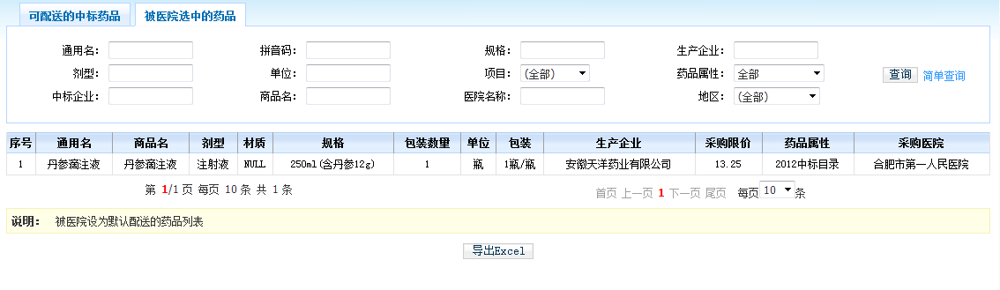 可配送的中标药品 被医院选中的药品
通用名： 拼音码： 规格： 生产企业：
剂型： 单位： 项目： (全部) 药品属性： 全部 查询 简单查询
中标企业： 商品名： 医院名称： 地区： (全部)
序号 通用名 商品名 剂型 材质 规格 包装数量 单位 包装 生产企业 采购限价 药品属性 采购医院
1 丹参滴注液 丹参滴注液 注射液 NULL 250ml(含丹参12g) 1 瓶 1瓶/瓶 安徽天洋药业有限公司 13.25 2012中标目录 合肥市第一人民医院
第 1/1 页 每页 10 条 共 1 条 首页 上一页 1 下一页 尾页 每页 10 条
说明： 被医院设为默认配送的药品列表
导出Excel